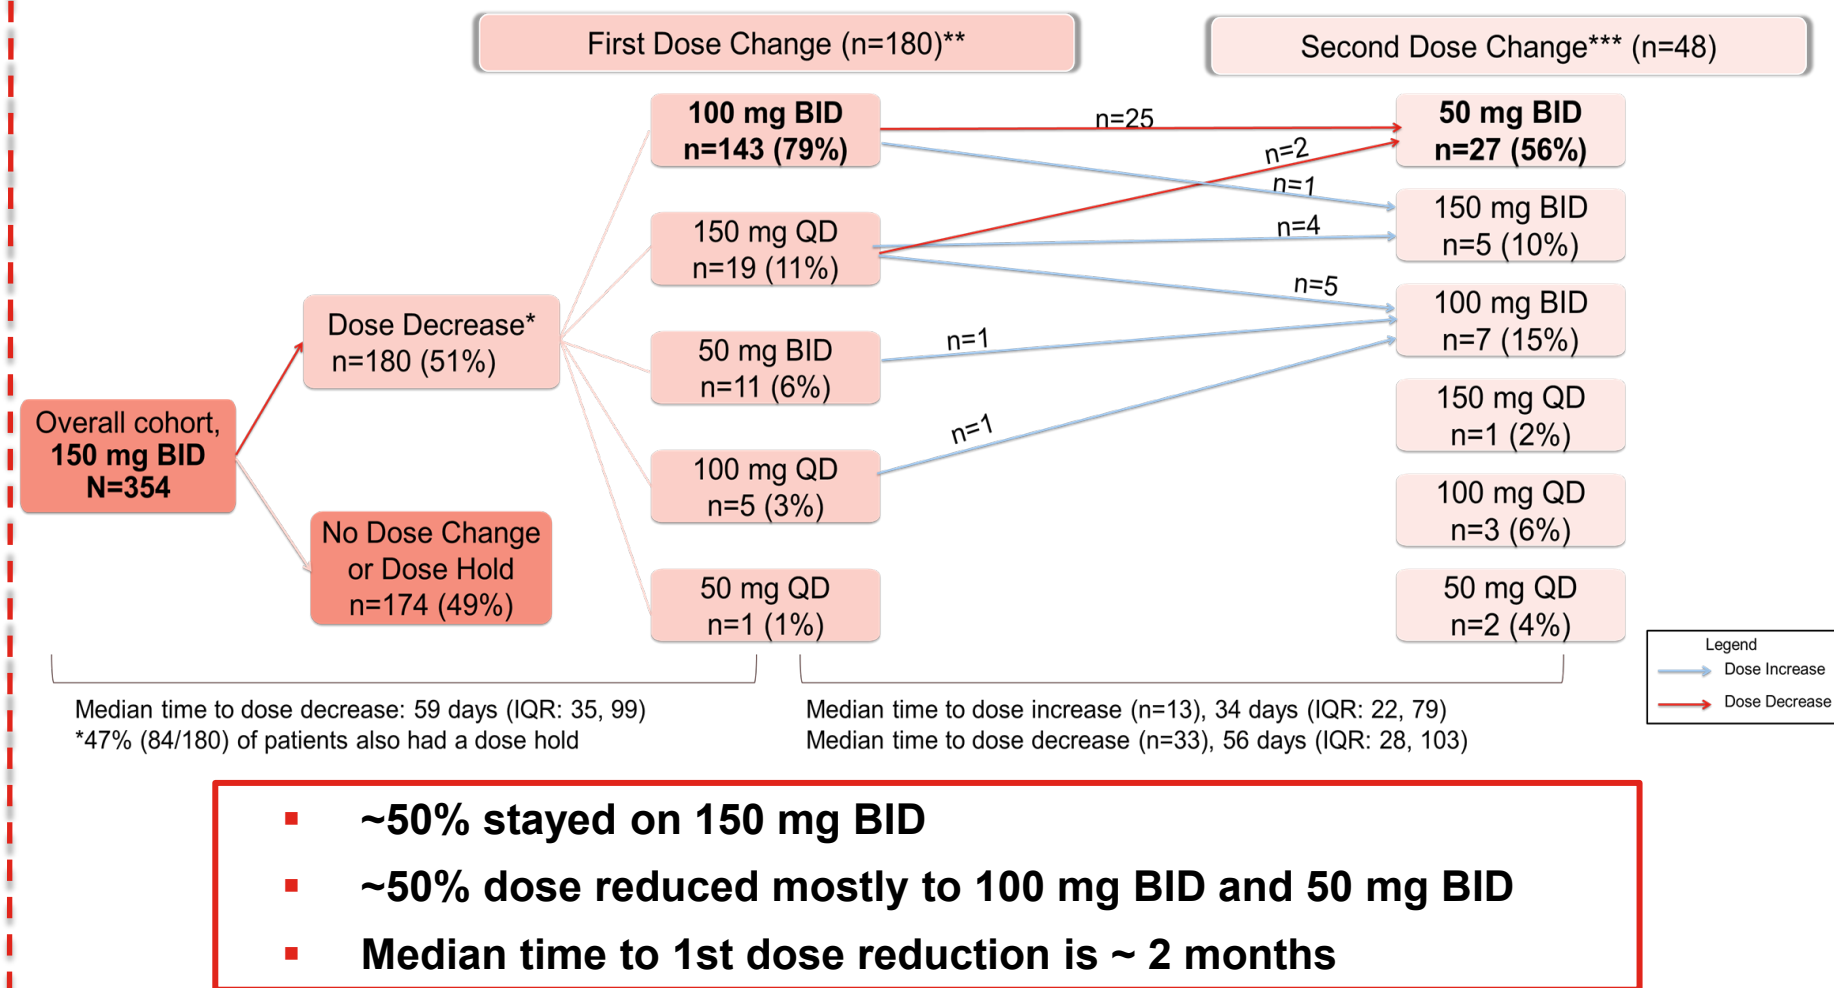 First Dose Change (n=180)**
Second Dose Change*** (n=48)
Overall cohort,
150 mg BID
N=354
Dose Decrease*
n=180 (51%)
No Dose Change
or Dose Hold
n=174 (49%)
100 mg BID
n=143 (79%)
150 mg QD
n=19 (11%)
50 mg BID
n=11 (6%)
100 mg QD
n=5 (3%)
50 mg QD
n=1 (1%)
n=25
n=2
n=1
n=4
n=5
n=1
n=1
50 mg BID
n=27 (56%)
150 mg BID
n=5 (10%)
100 mg BID
n=7 (15%)
150 mg QD
n=1 (2%)
100 mg QD
n=3 (6%)
50 mg QD
n=2 (4%)
Legend
Dose Increase
Dose Decrease
Median time to dose decrease: 59 days (IQR: 35, 99)
*47% (84/180) of patients also had a dose hold
Median time to dose increase (n=13), 34 days (IQR: 22, 79)
Median time to dose decrease (n=33), 56 days (IQR: 28, 103)
▪ ~50% stayed on 150 mg BID
▪ ~50% dose reduced mostly to 100 mg BID and 50 mg BID
▪ Median time to 1st dose reduction is ~ 2 months